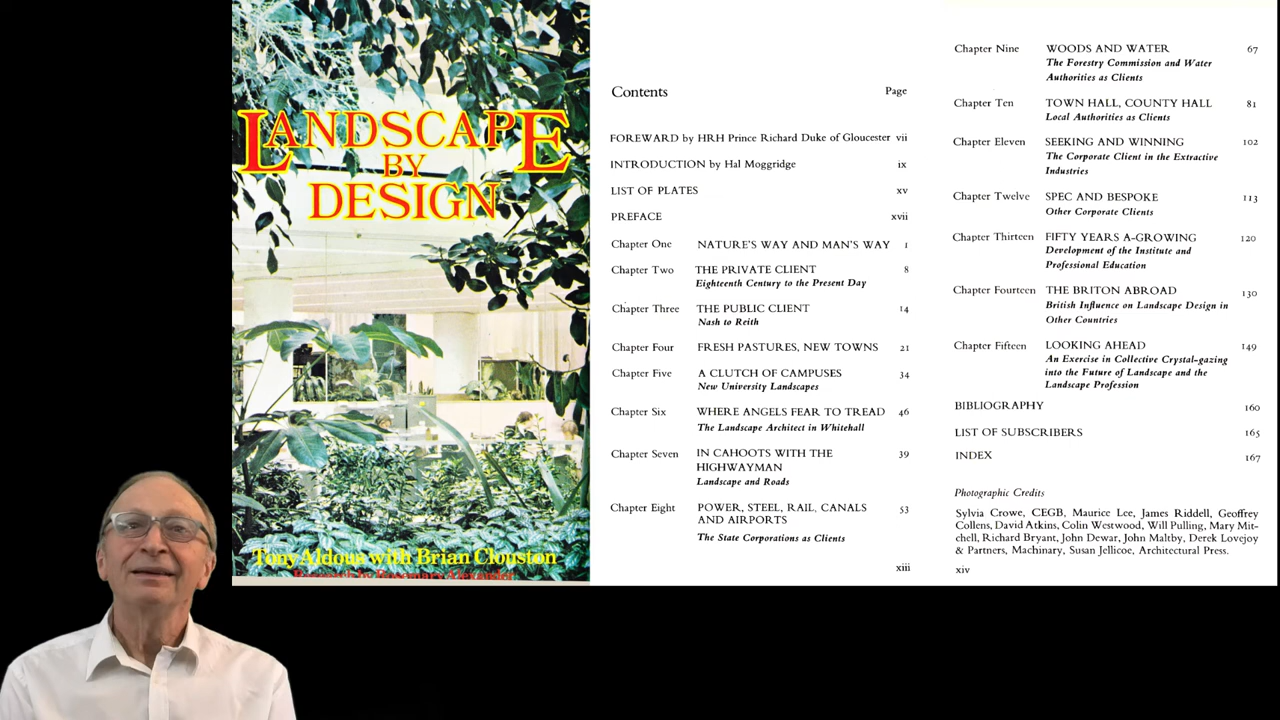 LANDSCAPE
BY
DESIGN
Tony Aldous with Brian Clouston
Research by Rosemary Alexander
Contents Page
FOREWARD by HRH Prince Richard Duke of Gloucester vii
INTRODUCTION by Hal Moggridge ix
LIST OF PLATES xv
PREFACE xvii
Chapter One NATURE'S WAY AND MAN'S WAY 1
Chapter Two THE PRIVATE CLIENT 8
Eighteenth Century to the Present Day
Chapter Three THE PUBLIC CLIENT 14
Nash to Reith
Chapter Four FRESH PASTURES, NEW TOWNS 21
Chapter Five A CLUTCH OF CAMPUSES 34
New University Landscapes
Chapter Six WHERE ANGELS FEAR TO TREAD 46
The Landscape Architect in Whitehall
Chapter Seven IN CAHOOTS WITH THE 39
HIGHWAYMAN
Landscape and Roads
Chapter Eight POWER, STEEL, RAIL, CANALS 53
AND AIRPORTS
The State Corporations as Clients
xiii
Chapter Nine WOODS AND WATER 67
The Forestry Commission and Water
Authorities as Clients
Chapter Ten TOWN HALL, COUNTY HALL 81
Local Authorities as Clients
Chapter Eleven SEEKING AND WINNING 102
The Corporate Client in the Extractive
Industries
Chapter Twelve SPEC AND BESPOKE 113
Other Corporate Clients
Chapter Thirteen FIFTY YEARS A-GROWING 120
Development of the Institute and
Professional Education
Chapter Fourteen THE BRITON ABROAD 130
British Influence on Landscape Design in
Other Countries
Chapter Fifteen LOOKING AHEAD 149
An Exercise in Collective Crystal-gazing
into the Future of Landscape and the
Landscape Profession
BIBLIOGRAPHY 160
LIST OF SUBSCRIBERS 165
INDEX 167
Photographic Credits
Sylvia Crowe, CEGB, Maurice Lee, James Riddell, Geoffrey
Collens, David Atkins, Colin Westwood, Will Pulling, Mary Mit-
chell, Richard Bryant, John Dewar, John Maltby, Derek Lovejoy
& Partners, Machinary, Susan Jellicoe, Architectural Press.
xiv